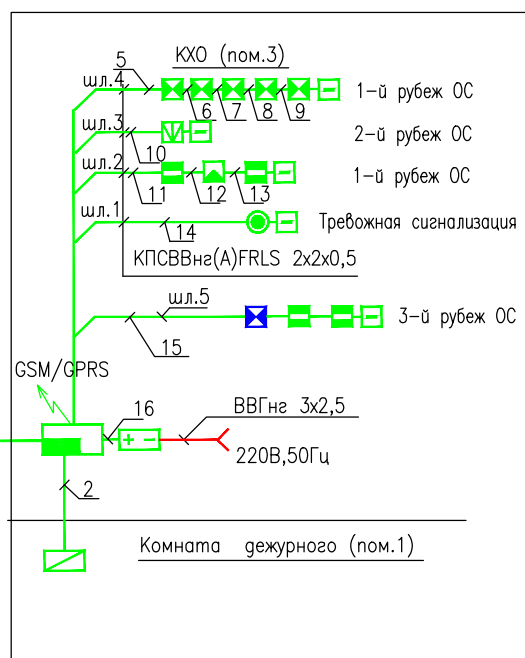 КХО (пом.3)
5
шл.4
6 7 8 9
1-й рубеж ОС
шл.3
10
2-й рубеж ОС
шл.2
11 12 13
1-й рубеж ОС
шл.1
14
Тревожная сигнализация
КПСВВнг(А)FRLS 2х2х0,5
шл.5
15
3-й рубеж ОС
GSM/GPRS
16
ВВГнг 3х2,5
220В,50Гц
2
Комната дежурного (пом.1)